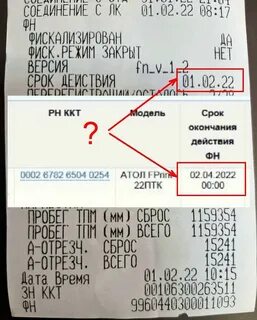 СОЕДИНЕНИЕ С ЛК 01.02.22 08:17
ФН
ФИСКАЛИЗИРОВАН ДА
ФИСК.РЕЖИМ ЗАКРЫТ НЕТ
ВЕРСИЯ fn_v_1_2
СРОК ДЕЙСТВИЯ 01.02.22
?
РН ККТ Модель Срок окончания действия ФН
0002 6782 6504 0254 АТОЛ FPrint-22ПТК 02.04.2022 00:00
ПРОБЕГ ТПМ (мм) СБРОС 1159354
ПРОБЕГ ТПМ (мм) ВСЕГО 1159354
А-ОТРЕЗЧ. СБРОС 15241
А-ОТРЕЗЧ. ВСЕГО 15241
Дата Время 01.02.22 10:15
ЗН ККТ 00106300263511
ФН 9960440300011093